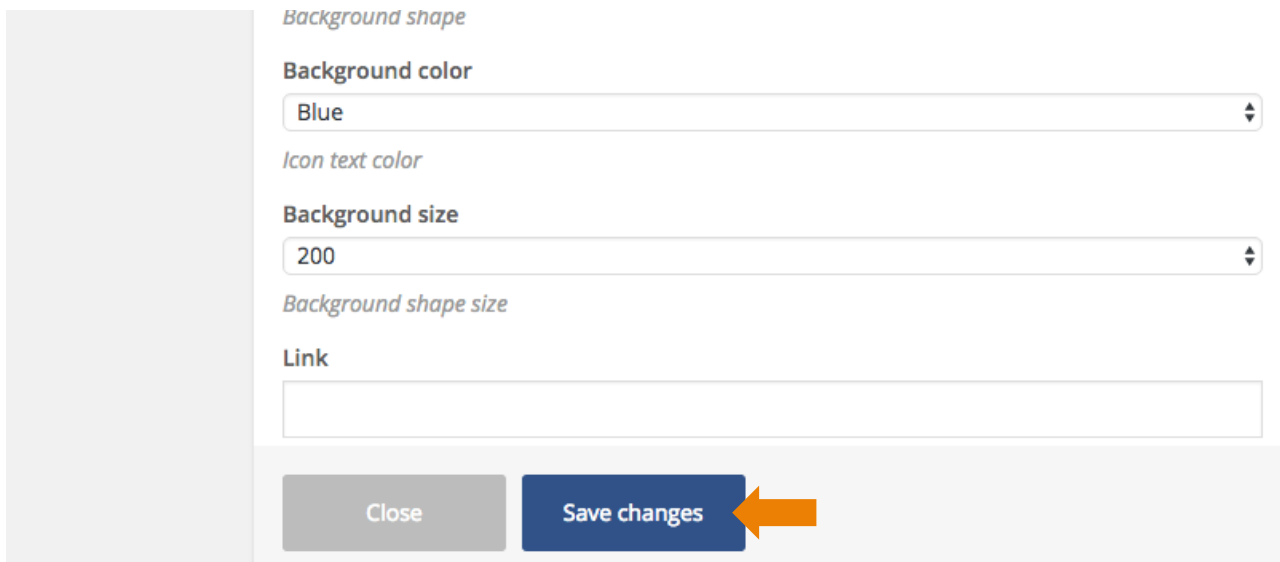 Background shape
Background color
Blue
Icon text color
Background size
200
Background shape size
Link
Close
Save changes